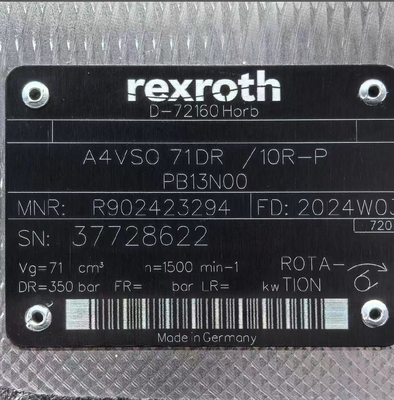 rexroth
D-72160 Horb
A4VSO 71DR /10R-P
PB13N00
MNR: R902423294 FD: 2024W03
720
SN: 37728622
Vg=71 cm³ n=1500 min-1 ROTA-
DR=350 bar FR= bar LR= kw TION
Made in Germany